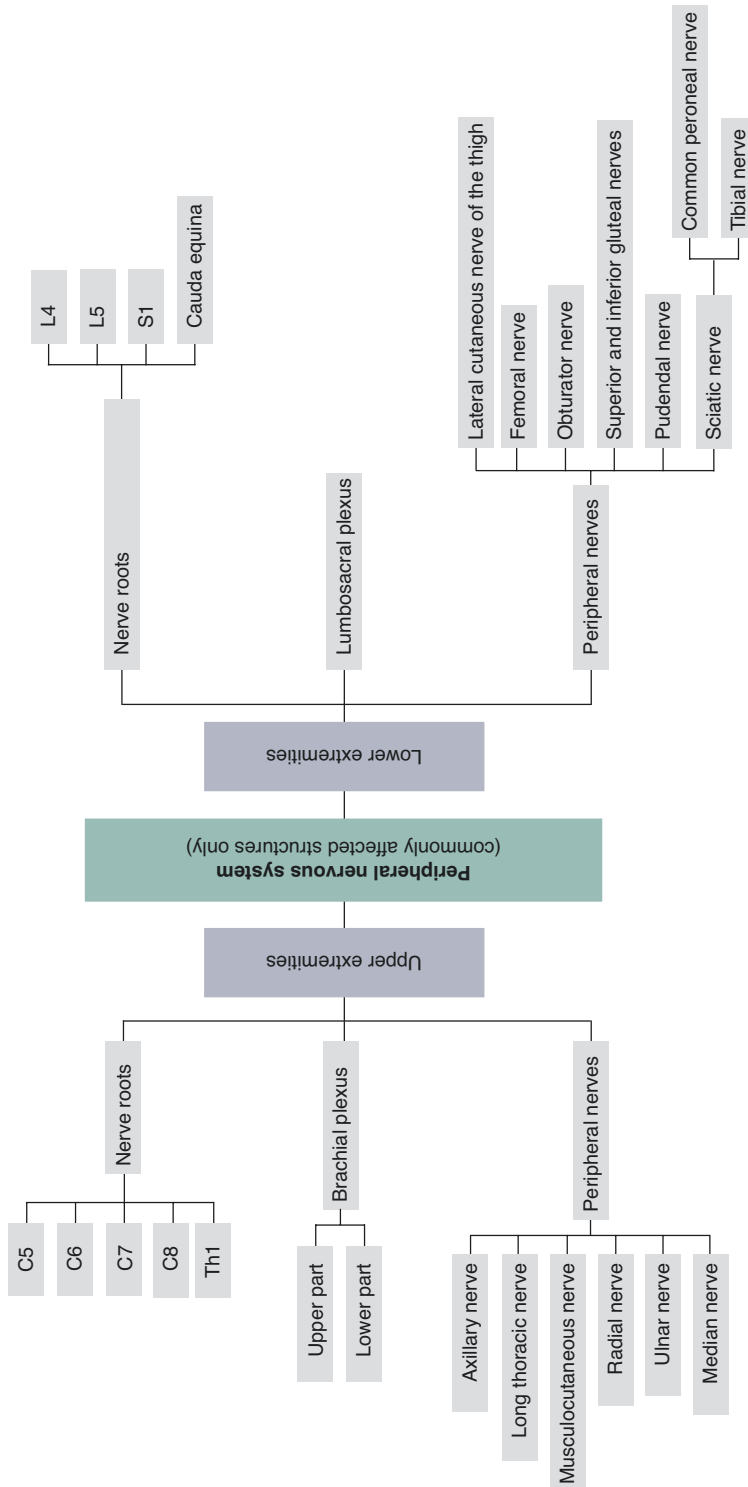 Peripheral nervous system
(commonly affected structures only)
Upper extremities
Nerve roots
C5
C6
C7
C8
Th1
Brachial plexus
Upper part
Lower part
Peripheral nerves
Axillary nerve
Long thoracic nerve
Musculocutaneous nerve
Radial nerve
Ulnar nerve
Median nerve
Lower extremities
Nerve roots
L4
L5
S1
Cauda equina
Lumbosacral plexus
Peripheral nerves
Lateral cutaneous nerve of the thigh
Femoral nerve
Obturator nerve
Superior and inferior gluteal nerves
Pudendal nerve
Sciatic nerve
Common peroneal nerve
Tibial nerve